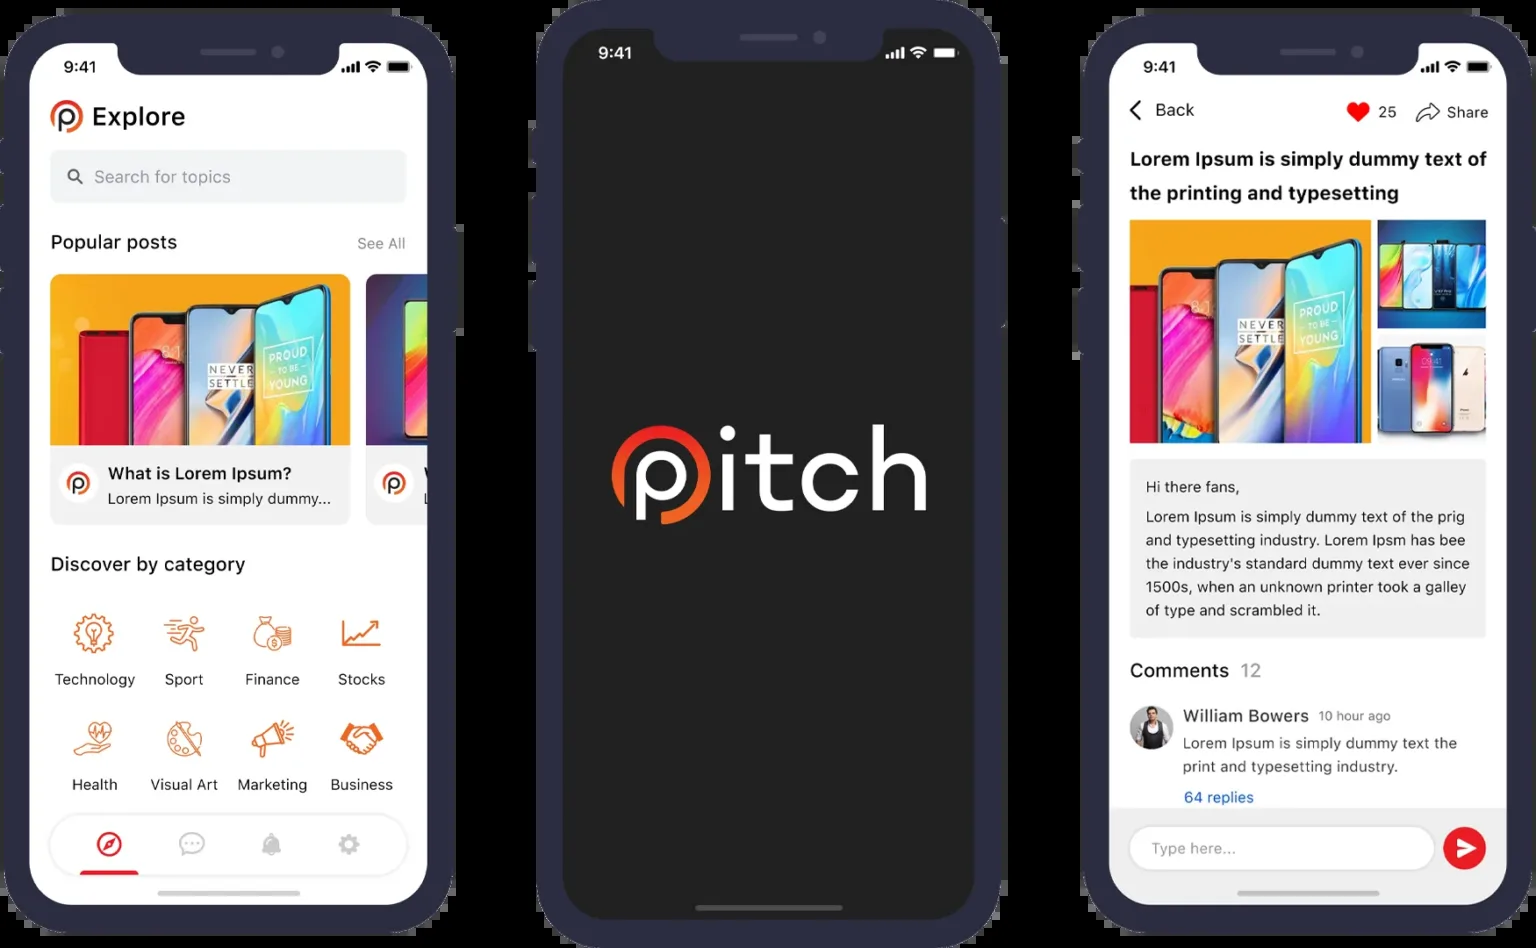 9:41
Explore
Search for topics
Popular posts
See All
NEVER
SETTLE
PROUD
TO BE
YOUNG
What is Lorem Ipsum?
Lorem Ipsum is simply dummy...
Discover by category
Technology
Sport
Finance
Stocks
Health
Visual Art
Marketing
Business
9:41
pitch
9:41
Back
25
Share
Lorem Ipsum is simply dummy text of
the printing and typesetting
NEVER
SETTLE
PROUD
TO BE
YOUNG
09:41
Hi there fans,
Lorem Ipsum is simply dummy text of the prig
and typesetting industry. Lorem Ipsm has bee
the industry's standard dummy text ever since
1500s, when an unknown printer took a galley
of type and scrambled it.
Comments 12
William Bowers 10 hour ago
Lorem Ipsum is simply dummy text the
print and typesetting industry.
64 replies
Type here...